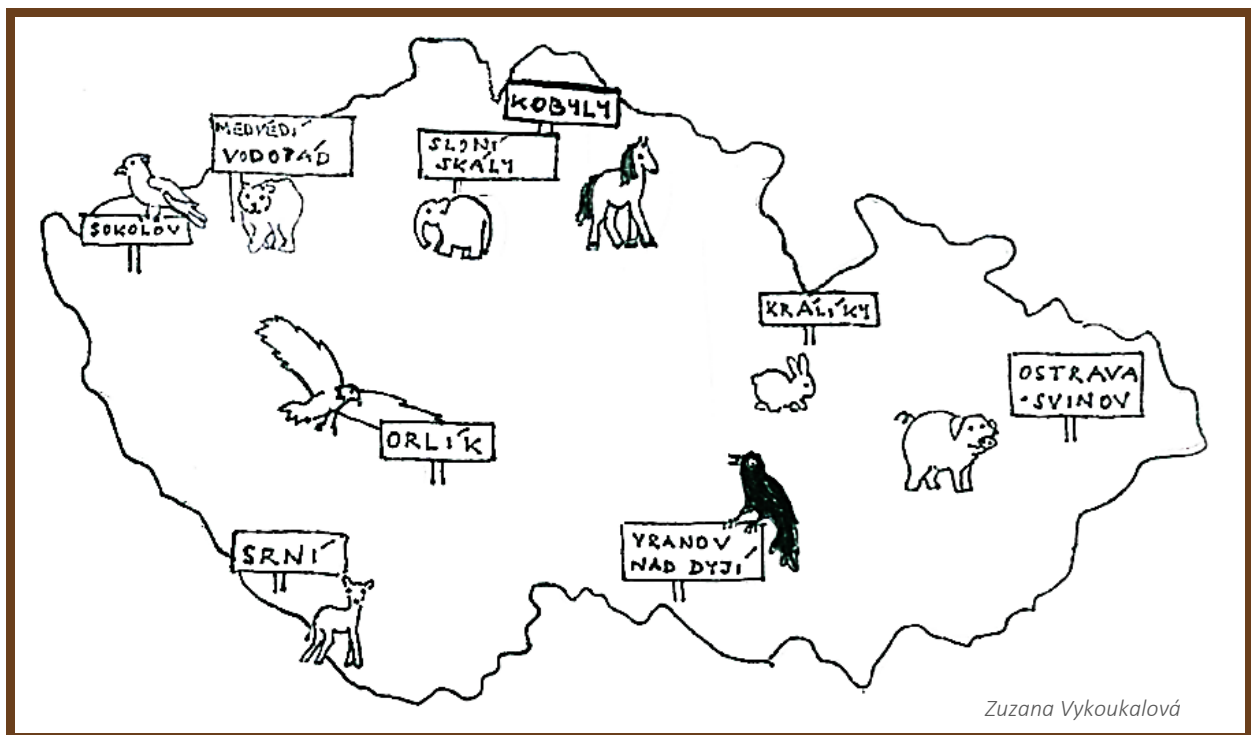 KOBYLY
MEDVĚDÍ
VODOPÁD
SLONÍ
SKÁLY
SOKOLOV
KRÁLÍKY
OSTRAVA
-SVINOV
ORLÍK
SRNÍ
VRANOV
NAD DYJÍ
Zuzana Vykoukalová